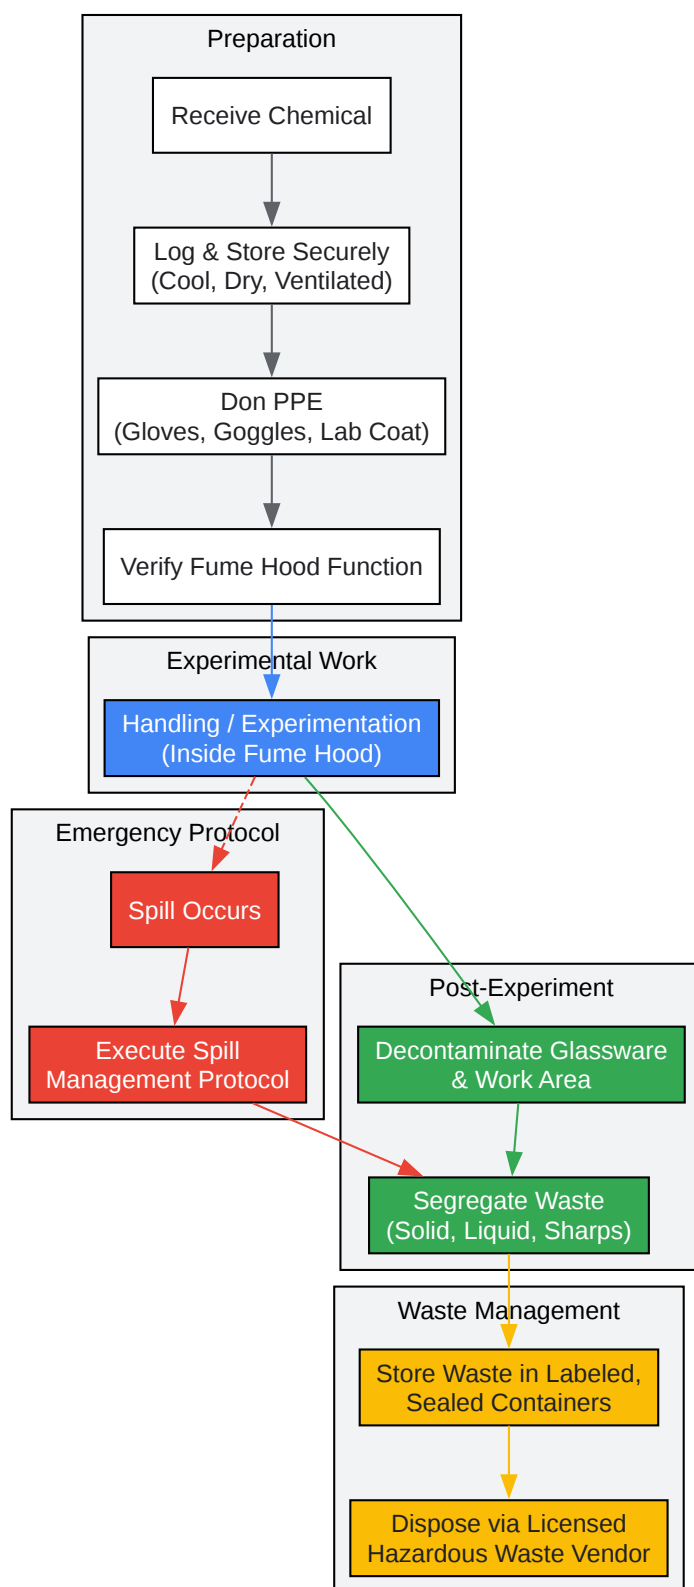 Preparation
Receive Chemical
Log & Store Securely
(Cool, Dry, Ventilated)
Don PPE
(Gloves, Goggles, Lab Coat)
Verify Fume Hood Function
Experimental Work
Handling / Experimentation
(Inside Fume Hood)
Emergency Protocol
Spill Occurs
Execute Spill
Management Protocol
Post-Experiment
Decontaminate Glassware
& Work Area
Segregate Waste
(Solid, Liquid, Sharps)
Waste Management
Store Waste in Labeled,
Sealed Containers
Dispose via Licensed
Hazardous Waste Vendor